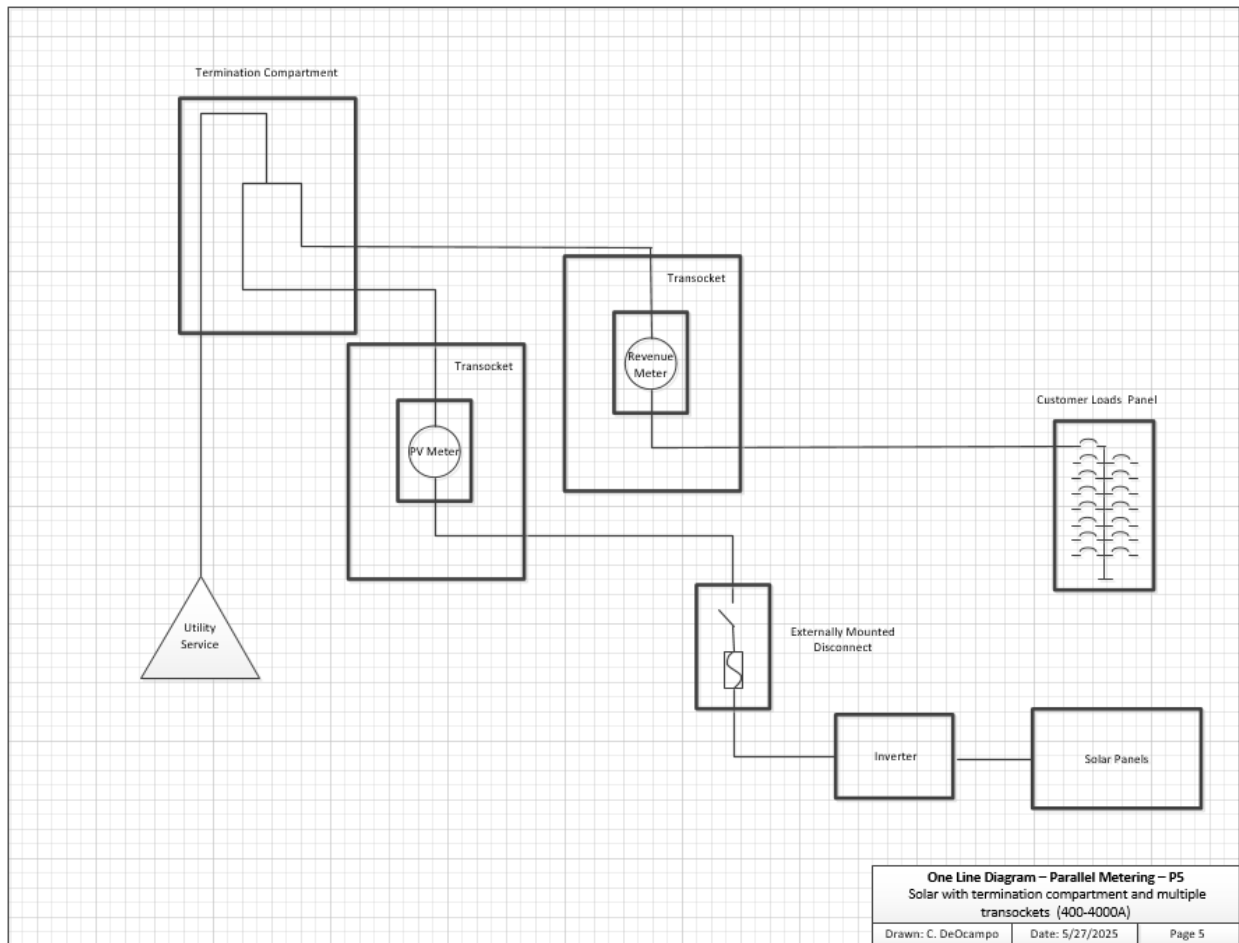 Termination Compartment
Transocket
Revenue
Meter
Transocket
Customer Loads  Panel
PV Meter
Utility
Service
Externally Mounted
Disconnect
Inverter
Solar Panels
One Line Diagram – Parallel Metering – P5
Solar with termination compartment and multiple
transockets  (400-4000A)
Drawn: C. DeOcampo
Date: 5/27/2025
Page 5